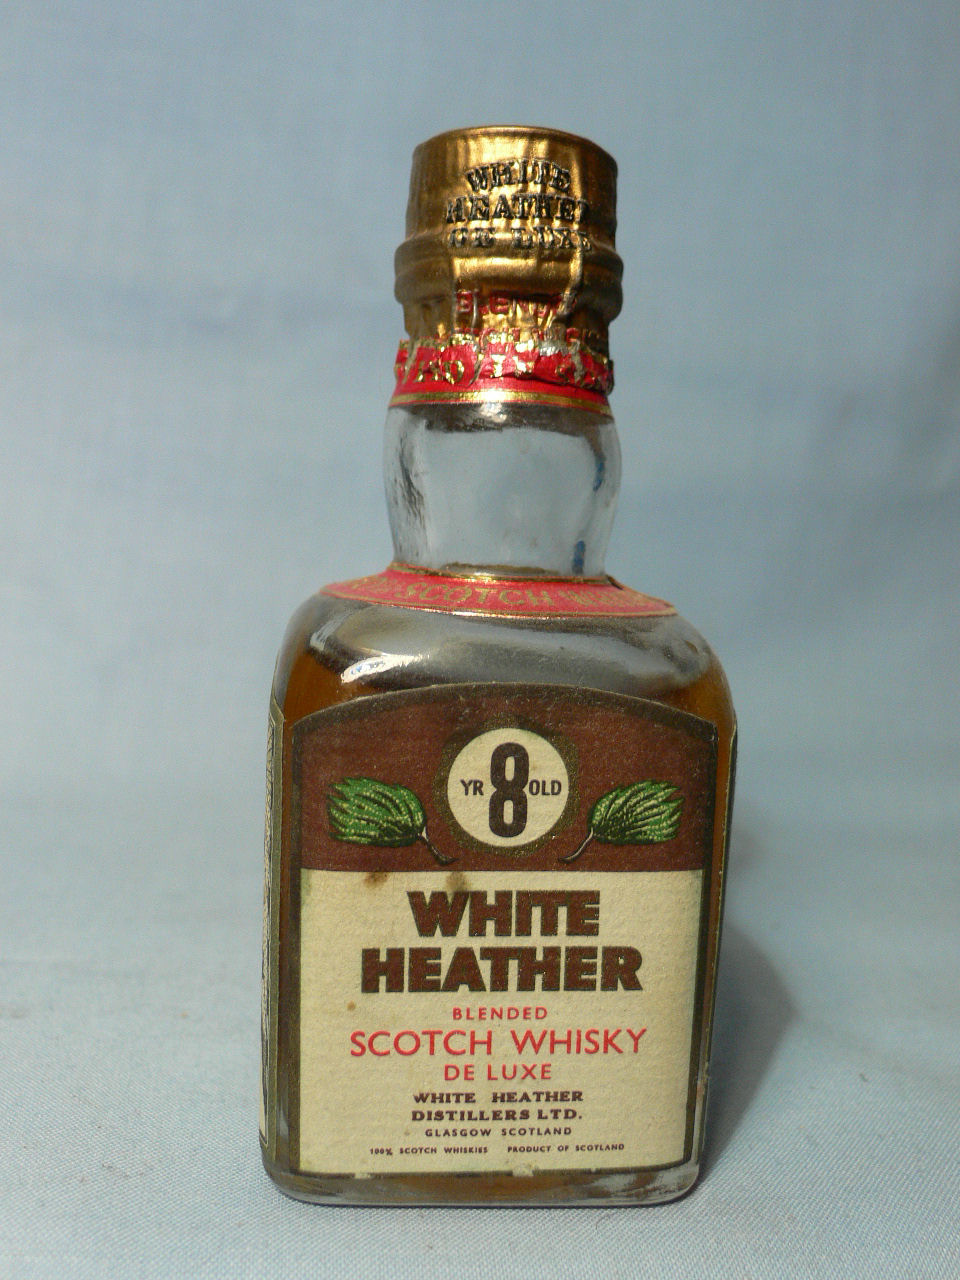 WHITE
HEATHER
DE LUXE
SCOTCH
YR 8 OLD
WHITE
HEATHER
BLENDED
SCOTCH WHISKY
DE LUXE
WHITE HEATHER
DISTILLERS LTD.
GLASGOW SCOTLAND
100% SCOTCH WHISKIES PRODUCT OF SCOTLAND